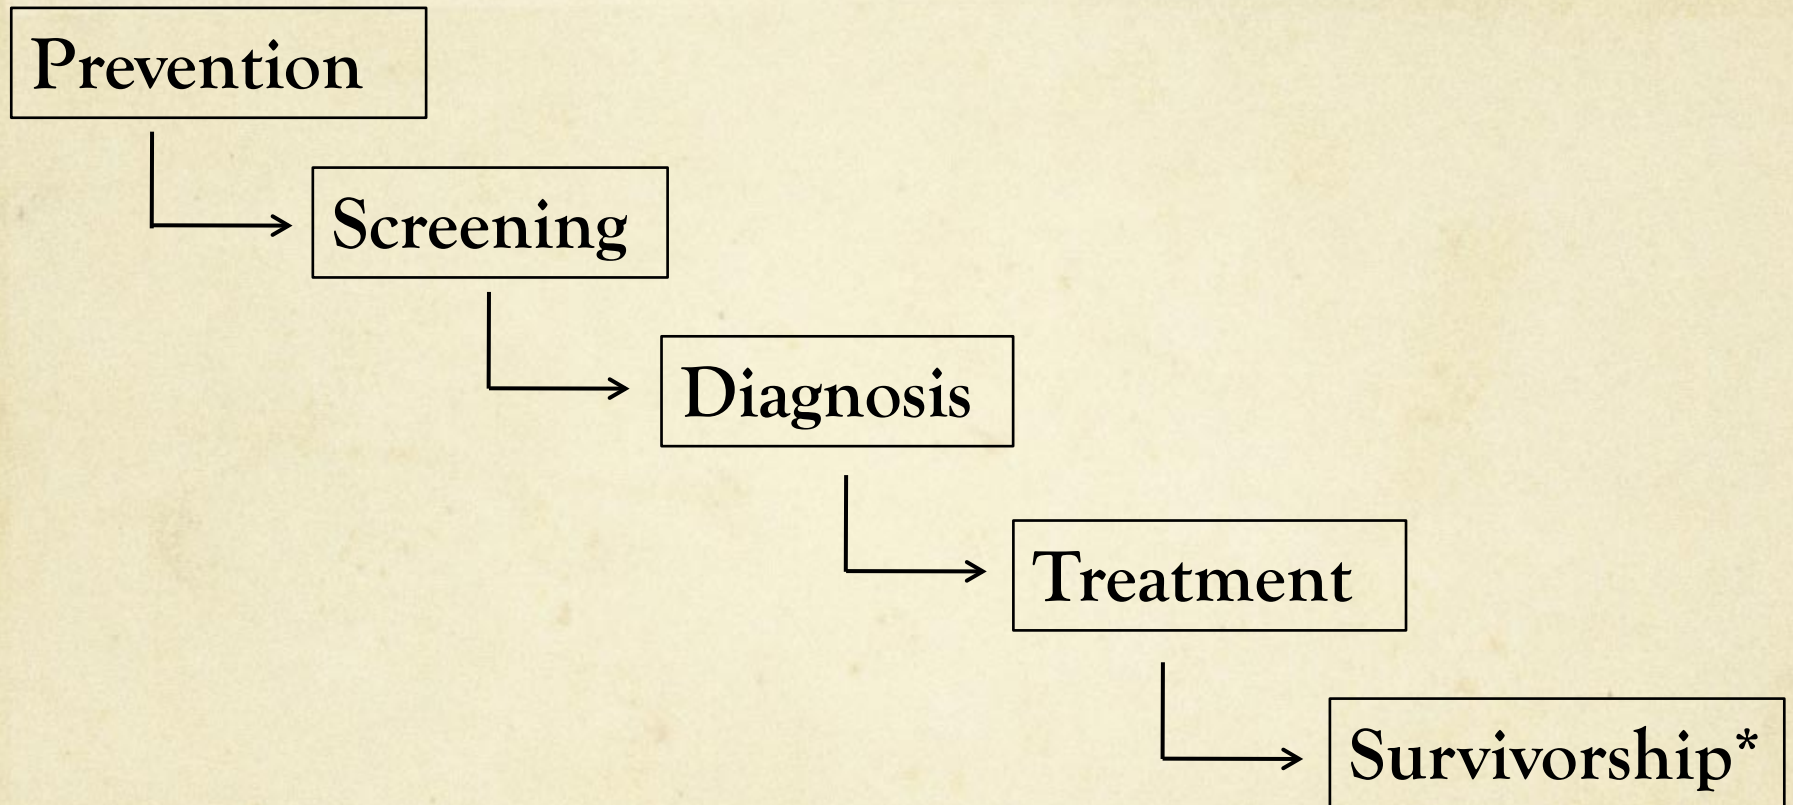 Prevention
Screening
Diagnosis
Treatment
Survivorship*